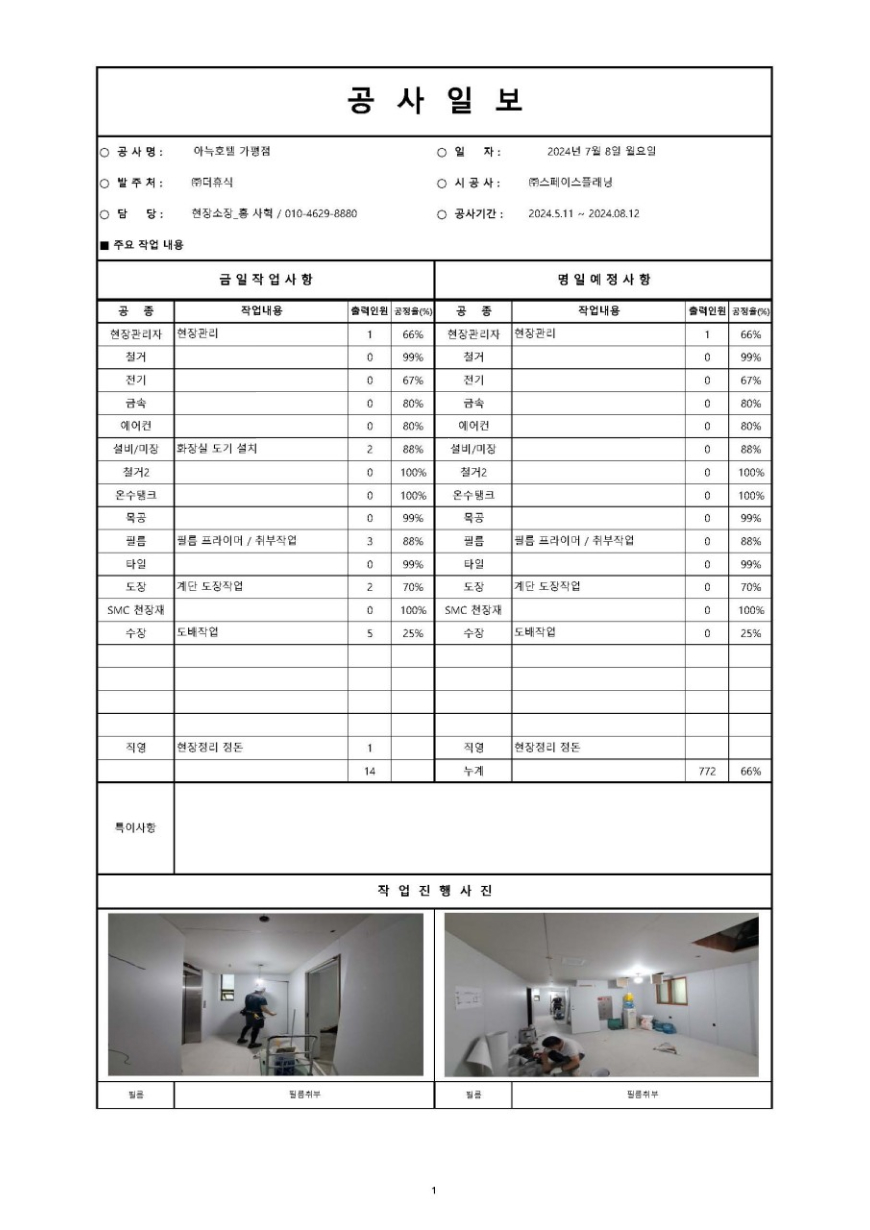 공 사 일 보
○ 공 사 명 : 아늑호텔 가평점 ○ 일 자 : 2024년 7월 8일 월요일
○ 발 주 처 : ㈜더휴식 ○ 시 공 사 : ㈜스페이스플래닝
○ 담 당 : 현장소장_홍 사혁 / 010-4629-8880 ○ 공사기간 : 2024.5.11 ~ 2024.08.12
■ 주요 작업 내용
금 일 작 업 사 항 명 일 예 정 사 항
공 종 작업내용 출력인원 공정율(%) 공 종 작업내용 출력인원 공정율(%)
현장관리자 현장관리 1 66% 현장관리자 현장관리 1 66%
철거 0 99% 철거 0 99%
전기 0 67% 전기 0 67%
금속 0 80% 금속 0 80%
에어컨 0 80% 에어컨 0 80%
설비/미장 화장실 도기 설치 2 88% 설비/미장 0 88%
철거2 0 100% 철거2 0 100%
온수탱크 0 100% 온수탱크 0 100%
목공 0 99% 목공 0 99%
필름 필름 프라이머 / 취부작업 3 88% 필름 필름 프라이머 / 취부작업 0 88%
타일 0 99% 타일 0 99%
도장 계단 도장작업 2 70% 도장 계단 도장작업 0 70%
SMC 천장재 0 100% SMC 천장재 0 100%
수장 도배작업 5 25% 수장 도배작업 0 25%
직영 현장정리 정돈 1 직영 현장정리 정돈
14 누계 772 66%
특이사항
작 업 진 행 사 진
필름 필름취부 필름 필름취부
1